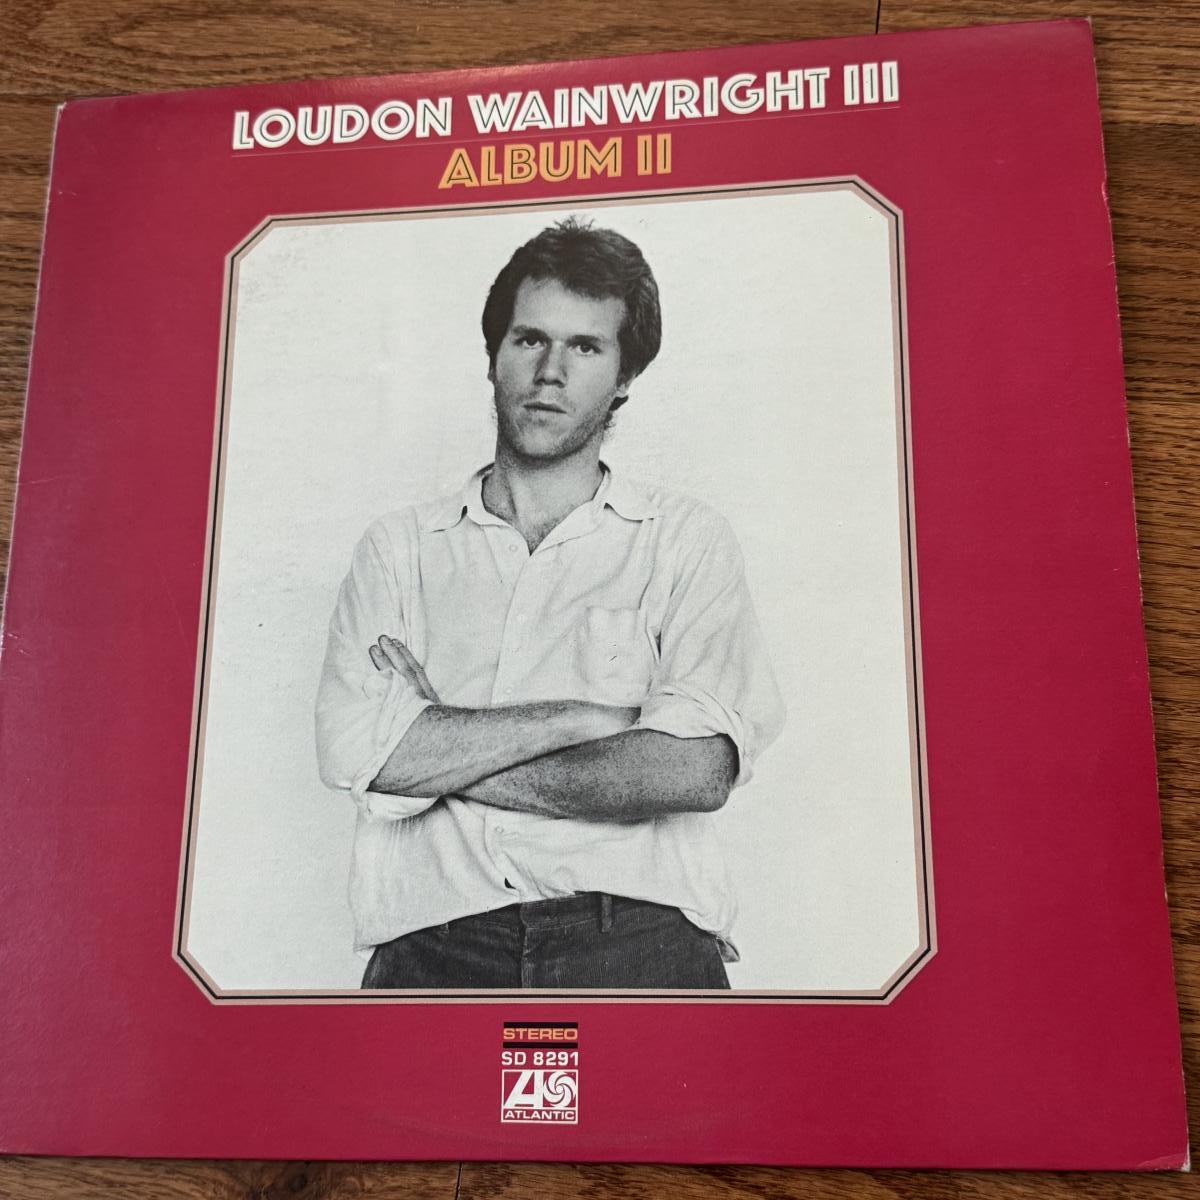 LOUDON WAINWRIGHT III
ALBUM II
STEREO
SD 8291
ATLANTIC